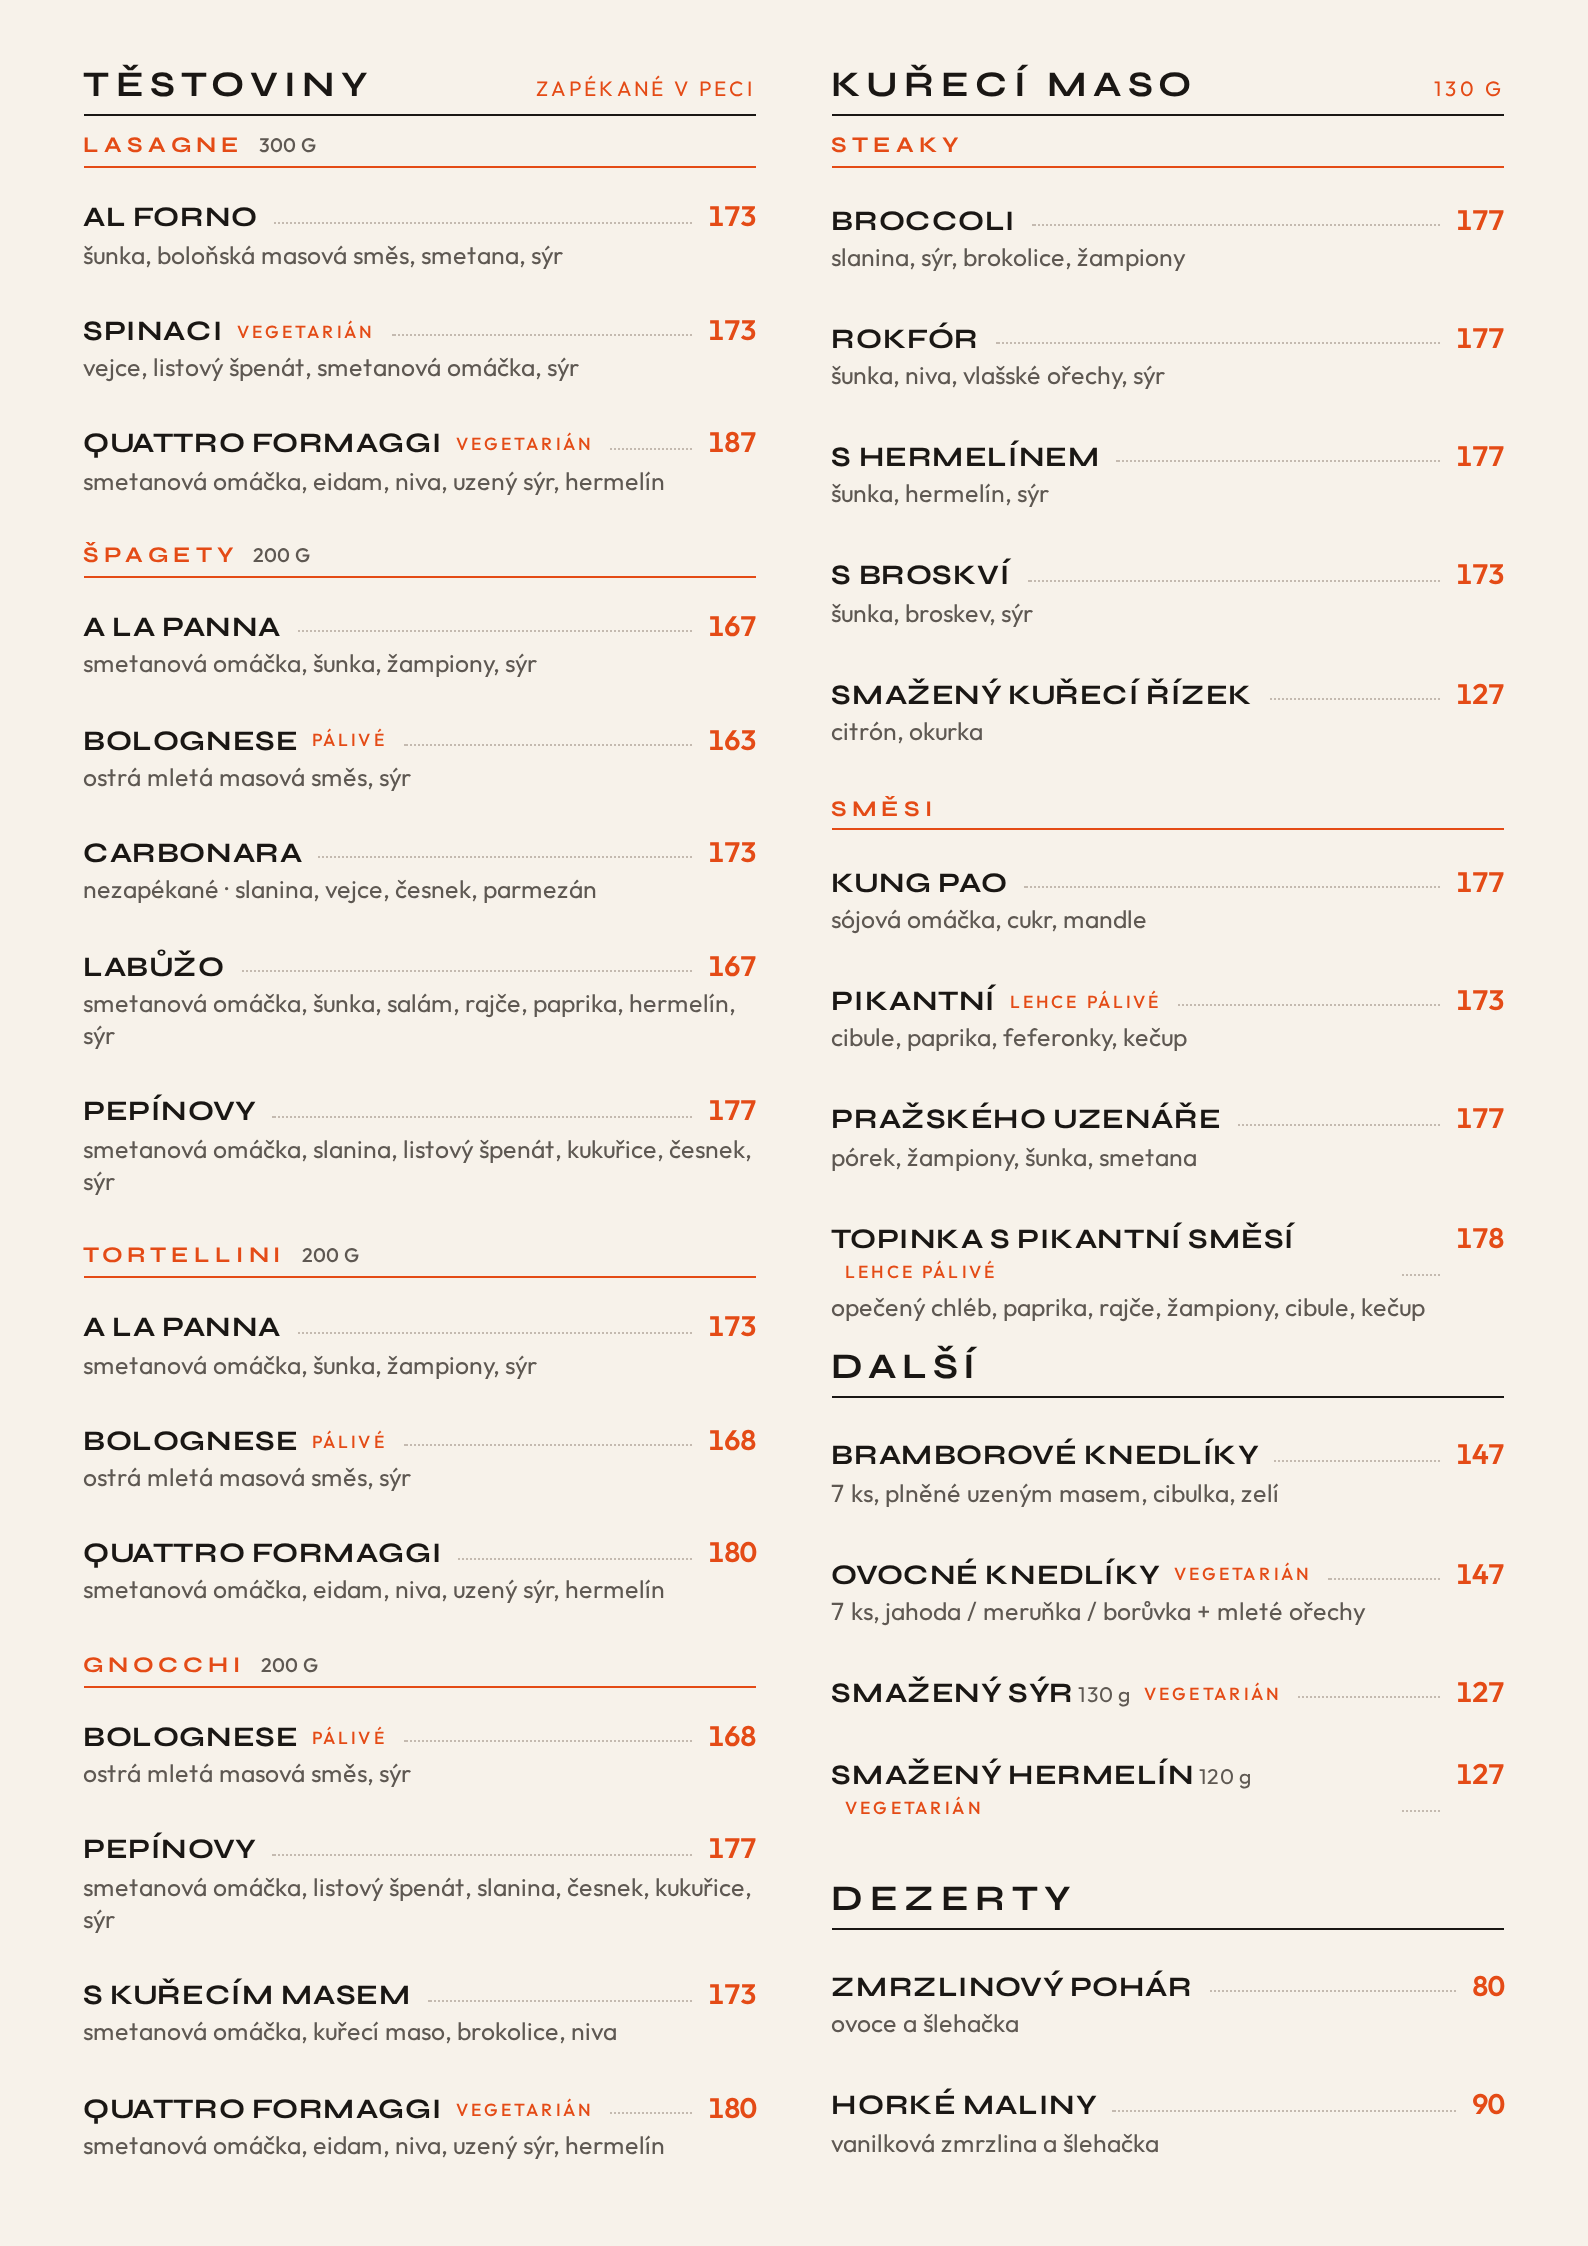 TĚSTOVINY ZAPÉKANÉ V PECI
LASAGNE 300 G
AL FORNO 173
šunka, boloňská masová směs, smetana, sýr
SPINACI VEGETARIÁN 173
vejce, listový špenát, smetanová omáčka, sýr
QUATTRO FORMAGGI VEGETARIÁN 187
smetanová omáčka, eidam, niva, uzený sýr, hermelín
ŠPAGETY 200 G
A LA PANNA 167
smetanová omáčka, šunka, žampiony, sýr
BOLOGNESE PÁLIVÉ 163
ostrá mletá masová směs, sýr
CARBONARA 173
nezapékané · slanina, vejce, česnek, parmezán
LABŮŽO 167
smetanová omáčka, šunka, salám, rajče, paprika, hermelín,
sýr
PEPÍNOVY 177
smetanová omáčka, slanina, listový špenát, kukuřice, česnek,
sýr
TORTELLINI 200 G
A LA PANNA 173
smetanová omáčka, šunka, žampiony, sýr
BOLOGNESE PÁLIVÉ 168
ostrá mletá masová směs, sýr
QUATTRO FORMAGGI 180
smetanová omáčka, eidam, niva, uzený sýr, hermelín
GNOCCHI 200 G
BOLOGNESE PÁLIVÉ 168
ostrá mletá masová směs, sýr
PEPÍNOVY 177
smetanová omáčka, listový špenát, slanina, česnek, kukuřice,
sýr
S KUŘECÍM MASEM 173
smetanová omáčka, kuřecí maso, brokolice, niva
QUATTRO FORMAGGI VEGETARIÁN 180
smetanová omáčka, eidam, niva, uzený sýr, hermelín
KUŘECÍ MASO 130 G
STEAKY
BROCCOLI 177
slanina, sýr, brokolice, žampiony
ROKFÓR 177
šunka, niva, vlašské ořechy, sýr
S HERMELÍNEM 177
šunka, hermelín, sýr
S BROSKVÍ 173
šunka, broskev, sýr
SMAŽENÝ KUŘECÍ ŘÍZEK 127
citrón, okurka
SMĚSI
KUNG PAO 177
sójová omáčka, cukr, mandle
PIKANTNÍ LEHCE PÁLIVÉ 173
cibule, paprika, feferonky, kečup
PRAŽSKÉHO UZENÁŘE 177
pórek, žampiony, šunka, smetana
TOPINKA S PIKANTNÍ SMĚSÍ 178
LEHCE PÁLIVÉ
opečený chléb, paprika, rajče, žampiony, cibule, kečup
DALŠÍ
BRAMBOROVÉ KNEDLÍKY 147
7 ks, plněné uzeným masem, cibulka, zelí
OVOCNÉ KNEDLÍKY VEGETARIÁN 147
7 ks, jahoda / meruňka / borůvka + mleté ořechy
SMAŽENÝ SÝR 130 g VEGETARIÁN 127
SMAŽENÝ HERMELÍN 120 g 127
VEGETARIÁN
DEZERTY
ZMRZLINOVÝ POHÁR 80
ovoce a šlehačka
HORKÉ MALINY 90
vanilková zmrzlina a šlehačka